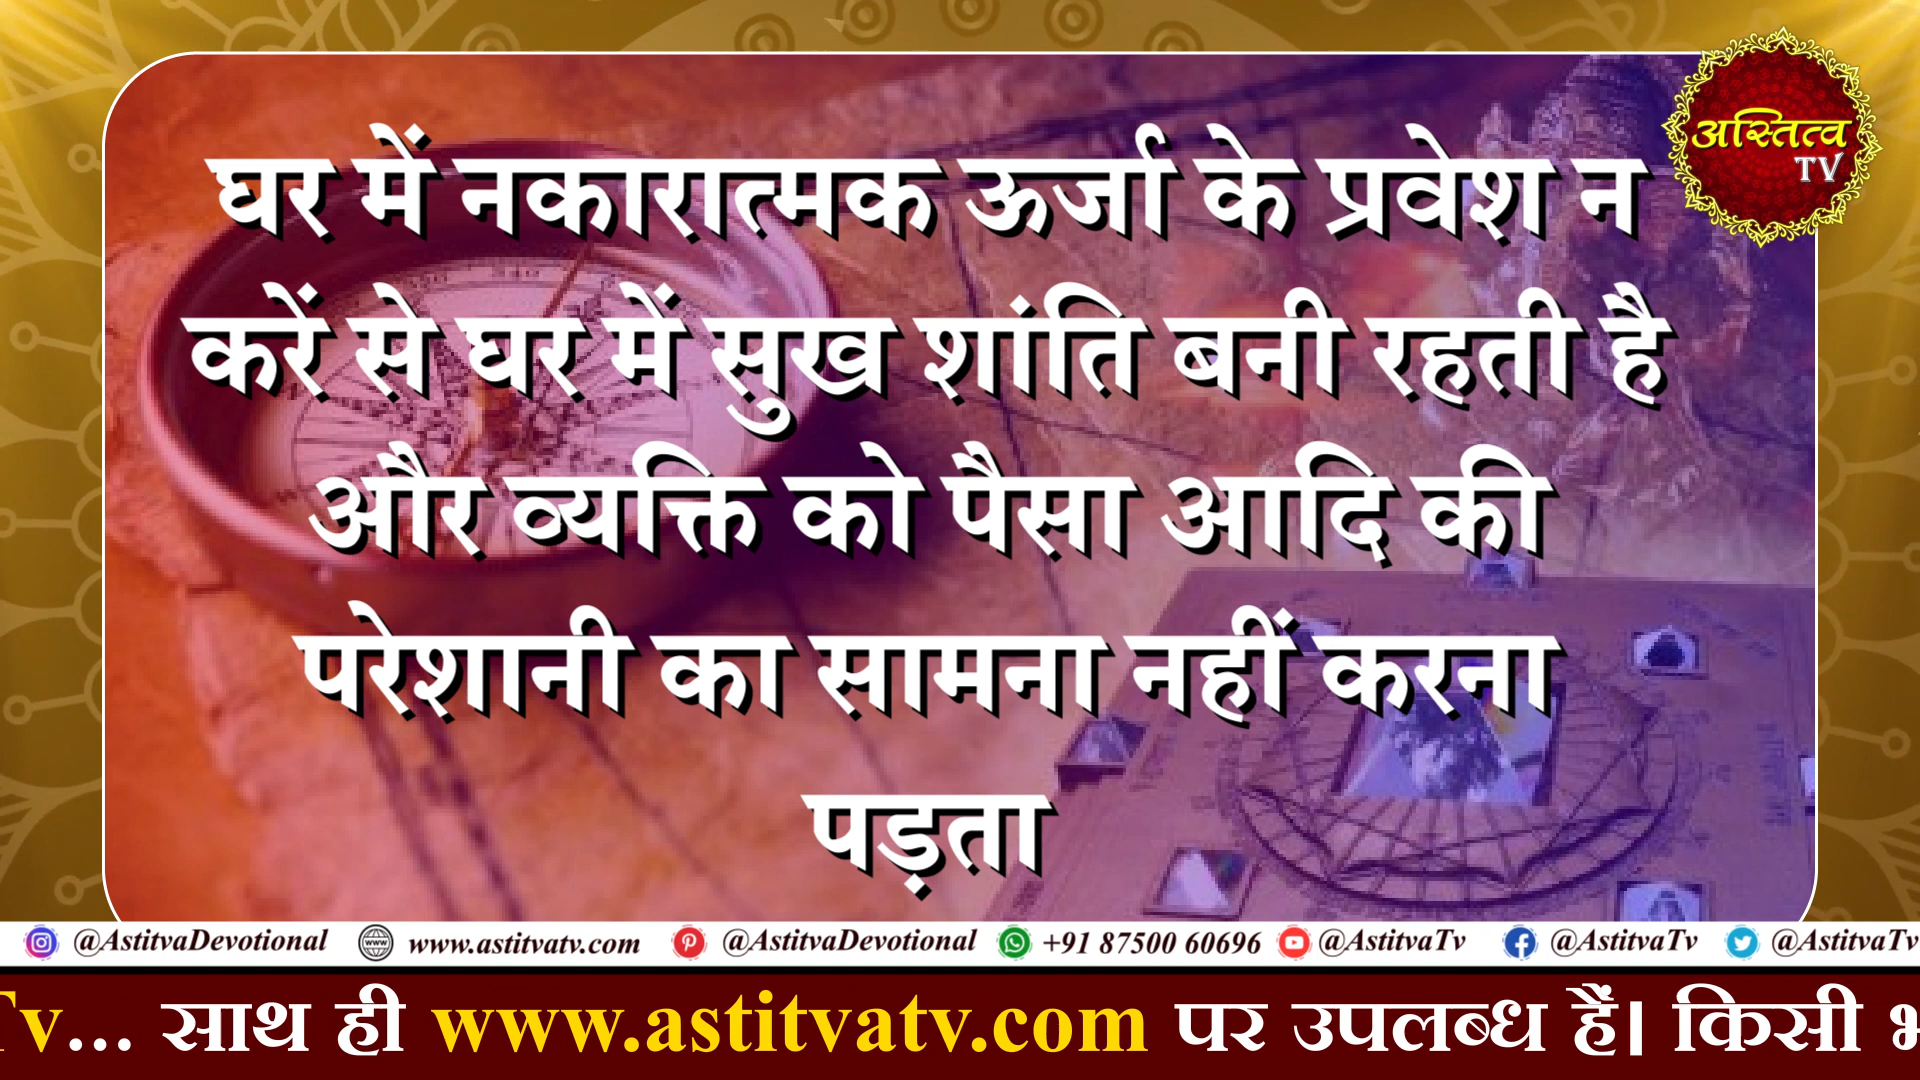 अस्तित्व
TV
घर में नकारात्मक ऊर्जा के प्रवेश न
करें से घर में सुख शांति बनी रहती है
और व्यक्ति को पैसा आदि की
परेशानी का सामना नहीं करना
पड़ता
@AstitvaDevotional www.astitvatv.com @AstitvaDevotional +91 87500 60696 @AstitvaTv @AstitvaTv @AstitvaTv
Tv... साथ ही www.astitvatv.com पर उपलब्ध हैं। किसी